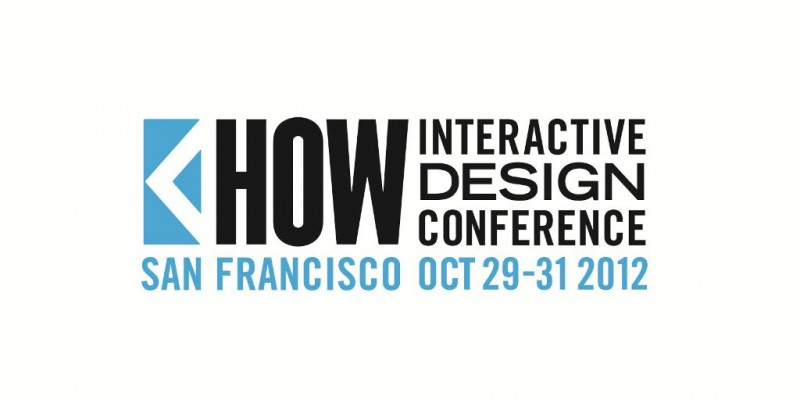 HOW
INTERACTIVE
DESIGN
CONFERENCE
SAN FRANCISCO OCT 29-31 2012